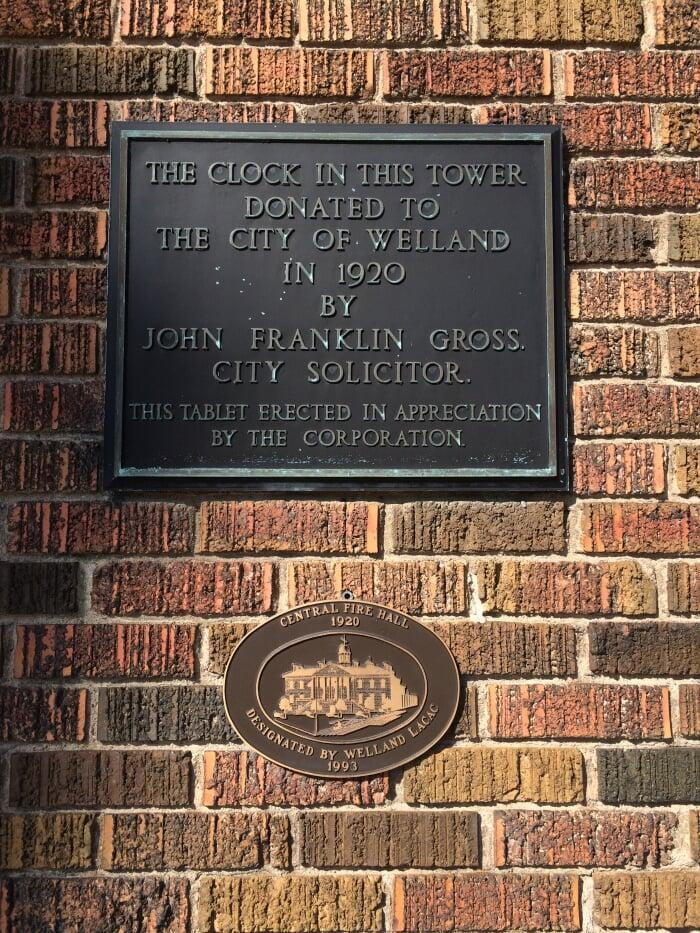 THE CLOCK IN THIS TOWER
DONATED TO
THE CITY OF WELLAND
IN 1920
BY
JOHN FRANKLIN GROSS.
CITY SOLICITOR.
THIS TABLET ERECTED IN APPRECIATION
BY THE CORPORATION.
CENTRAL FIRE HALL
1920
DESIGNATED BY WELLAND LACAC
1993